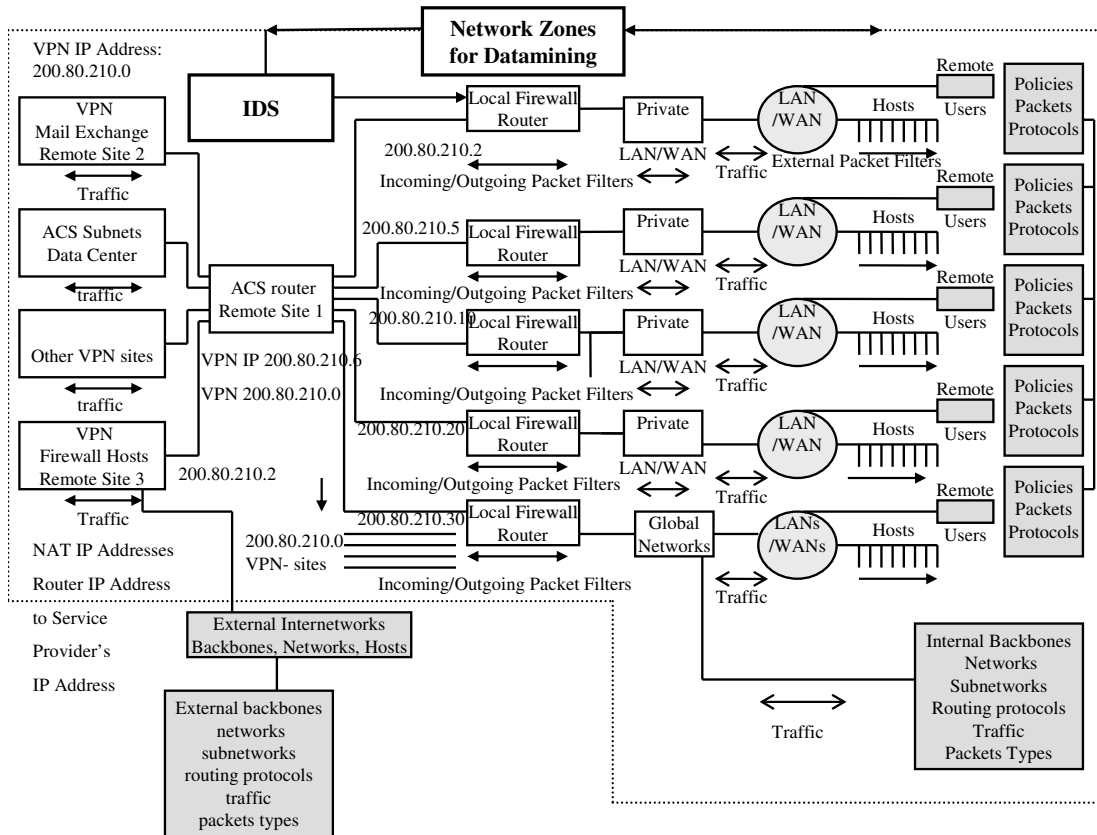 Network Zones
for Datamining
VPN IP Address:
200.80.210.0
IDS
VPN
Mail Exchange
Remote Site 2
Traffic
ACS Subnets
Data Center
traffic
Other VPN sites
traffic
VPN
Firewall Hosts
Remote Site 3
Traffic
ACS router
Remote Site 1
VPN IP 200.80.210.6
VPN 200.80.210.0
200.80.210.2
200.80.210.0
VPN- sites
NAT IP Addresses
Router IP Address
to Service
Provider's
IP Address
External Internetworks
Backbones, Networks, Hosts
External backbones
networks
subnetworks
routing protocols
traffic
packets types
Local Firewall
Router
200.80.210.2
Incoming/Outgoing Packet Filters
Private
LAN/WAN
Traffic
LAN
/WAN
External Packet Filters
Hosts
Remote
Users
Policies
Packets
Protocols
200.80.210.5
Local Firewall
Router
Incoming/Outgoing Packet Filters
Private
LAN/WAN
Traffic
LAN
/WAN
Hosts
Remote
Users
Policies
Packets
Protocols
200.80.210.10
Local Firewall
Router
Incoming/Outgoing Packet Filters
Private
LAN/WAN
Traffic
LAN
/WAN
Hosts
Remote
Users
Policies
Packets
Protocols
200.80.210.20
Local Firewall
Router
Incoming/Outgoing Packet Filters
Private
LAN/WAN
Traffic
LAN
/WAN
Hosts
Remote
Users
Policies
Packets
Protocols
200.80.210.30
Local Firewall
Router
Incoming/Outgoing Packet Filters
Global
Networks
Traffic
LANs
/WANs
Hosts
Remote
Users
Policies
Packets
Protocols
Traffic
Internal Backbones
Networks
Subnetworks
Routing protocols
Traffic
Packets Types